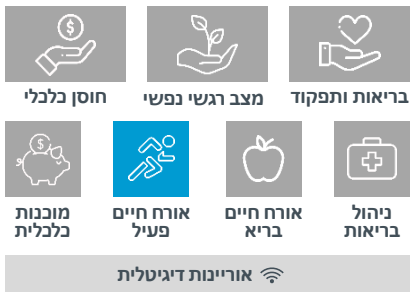 בריאות ותפקוד
מצב רגשי נפשי
חוסן כלכלי
ניהול
בריאות
אורח חיים
בריא
אורח חיים
פעיל
מוכנות
כלכלית
אוריינות דיגיטלית